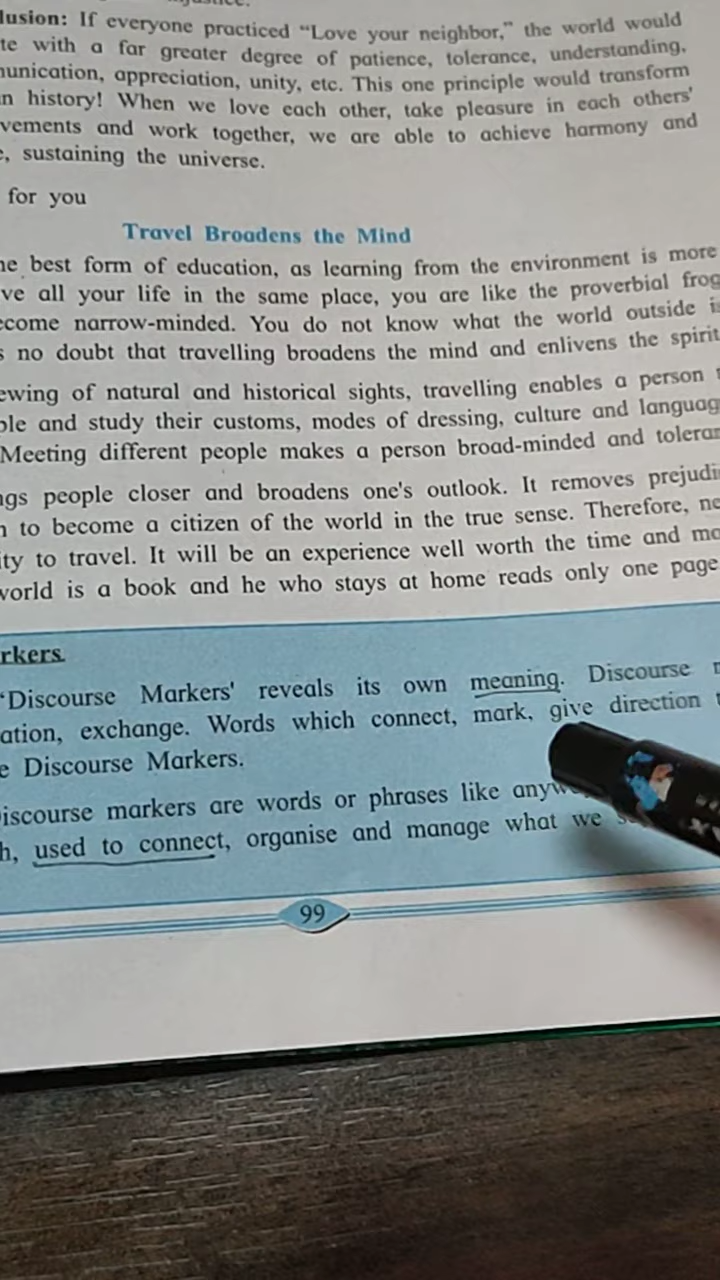 lusion: If everyone practiced “Love your neighbor,” the world would
te with a far greater degree of patience, tolerance, understanding,
unication, appreciation, unity, etc. This one principle would transform
n history! When we love each other, take pleasure in each others'
vements and work together, we are able to achieve harmony and
, sustaining the universe.
for you
Travel Broadens the Mind
he best form of education, as learning from the environment is more
ve all your life in the same place, you are like the proverbial frog
ecome narrow-minded. You do not know what the world outside i
s no doubt that travelling broadens the mind and enlivens the spirit
ewing of natural and historical sights, travelling enables a person
ple and study their customs, modes of dressing, culture and languag
Meeting different people makes a person broad-minded and toleran
ngs people closer and broadens one's outlook. It removes prejudi
n to become a citizen of the world in the true sense. Therefore, no
ity to travel. It will be an experience well worth the time and mo
world is a book and he who stays at home reads only one page
rkers
'Discourse Markers' reveals its own meaning. Discourse
ation, exchange. Words which connect, mark, give direction
e Discourse Markers.
iscourse markers are words or phrases like anyw
h, used to connect, organise and manage what we
99